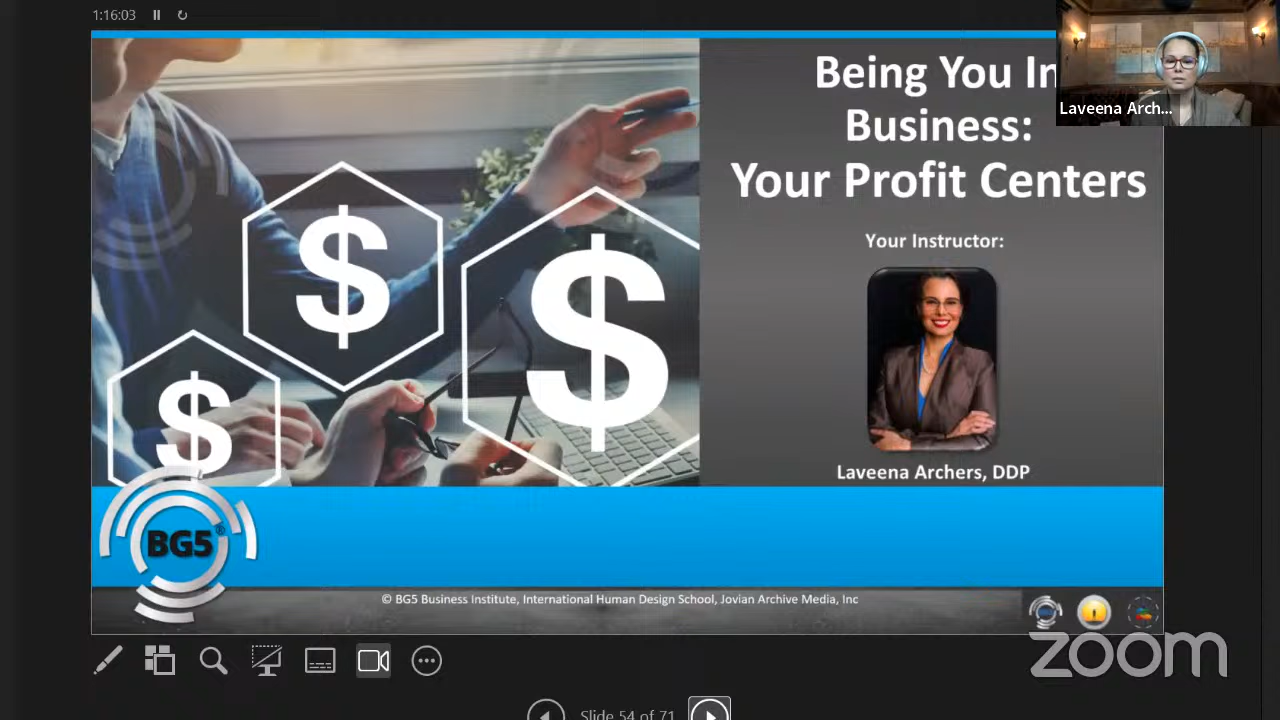 1:16:03
Being You In
Business:
Your Profit Centers
Laveena Arch...
Your Instructor:
$
$
$
Laveena Archers, DDP
BG5®
© BG5 Business Institute, International Human Design School, Jovian Archive Media, Inc
zoom
Slide 54 of 71